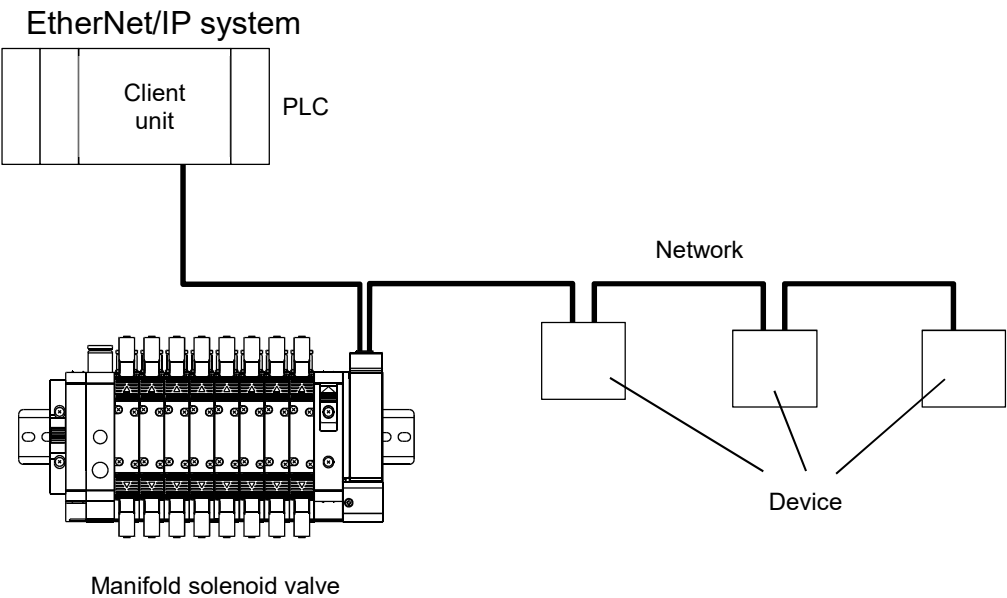 EtherNet/IP system
Client
unit
PLC
Network
Device
Manifold solenoid valve